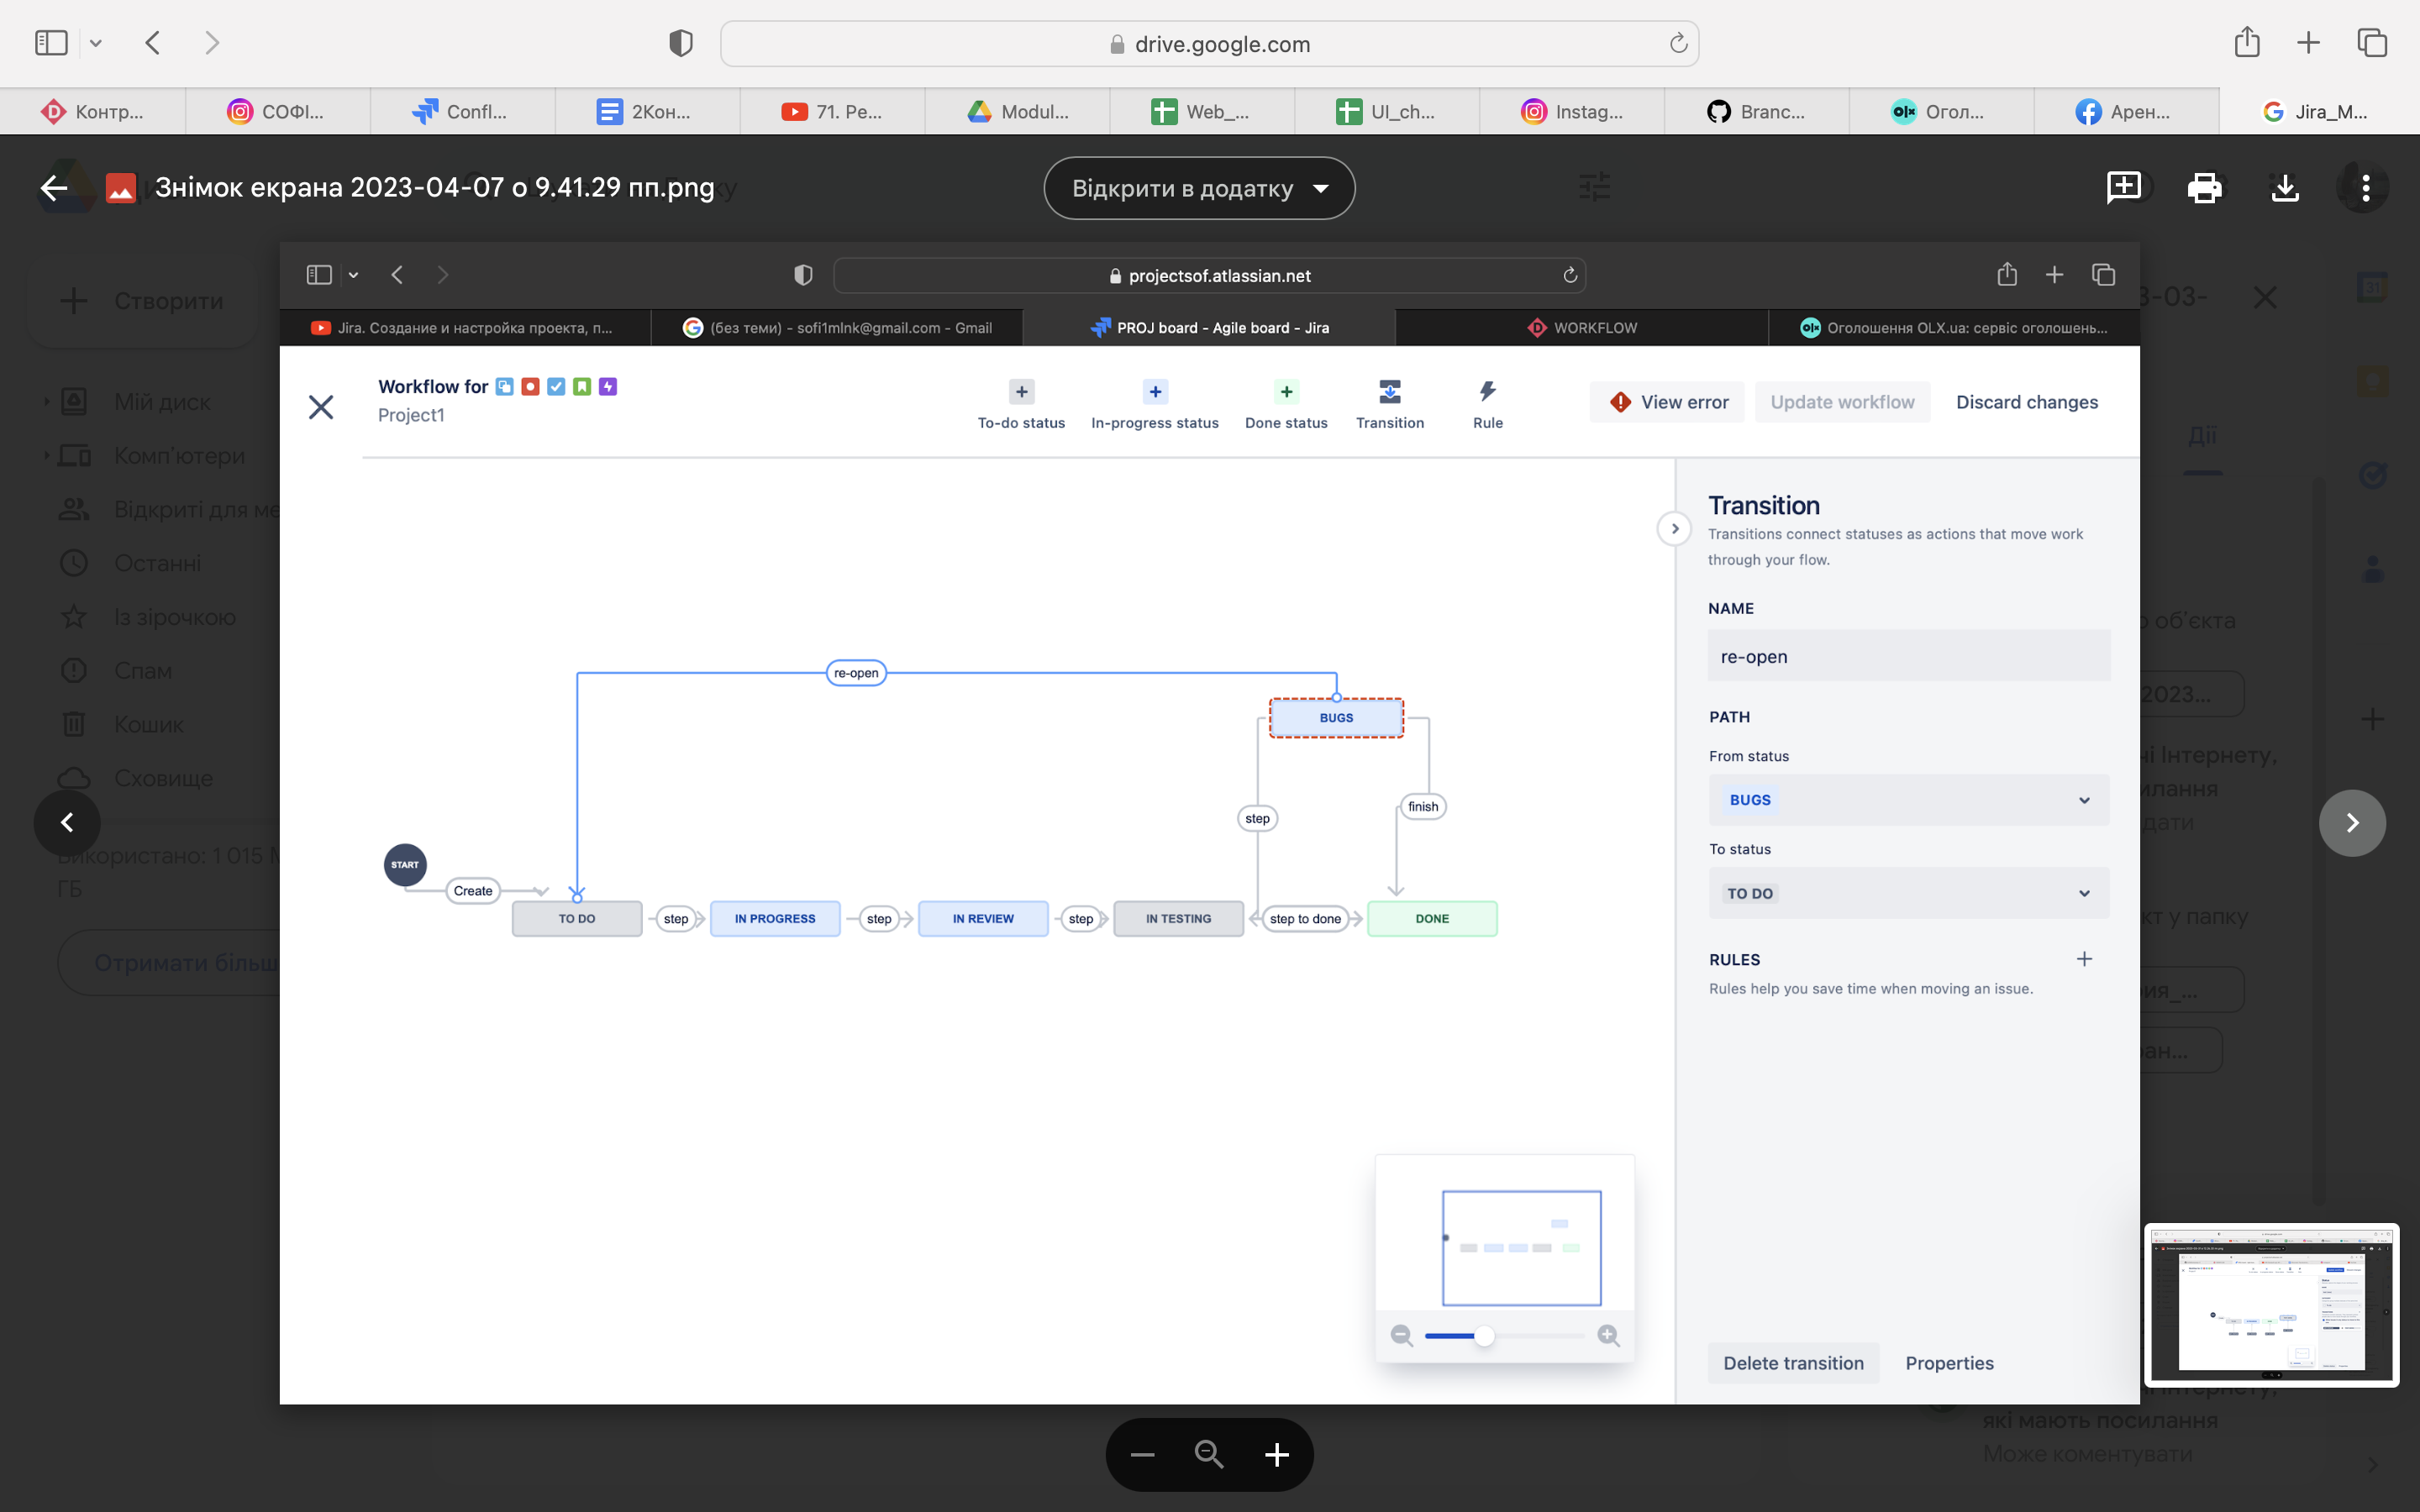 drive.google.com
Контр...
СОФІ...
Confl...
2Кон...
71. Ре...
Modul...
Web_...
UI_ch...
Instag...
Branc...
Огол...
Арен...
Jira_M...
Знімок екрана 2023-04-07 о 9.41.29 пп.png
Відкрити в додатку
Створити
Мій диск
Комп'ютери
Відкриті для ме
Останні
Із зірочкою
Спам
Кошик
Сховище
Використано: 1 015 М
ГБ
Отримати більш
projectsof.atlassian.net
Jira. Создание и настройка проекта, п...
(без теми) - sofi1mlnk@gmail.com - Gmail
PROJ board - Agile board - Jira
WORKFLOW
Оголошення OLX.ua: сервіс оголошень...
Workflow for
Project1
To-do status
In-progress status
Done status
Transition
Rule
View error
Update workflow
Discard changes
re-open
BUGS
step
finish
START
Create
TO DO
step
IN PROGRESS
step
IN REVIEW
step
IN TESTING
step to done
DONE
Transition
Transitions connect statuses as actions that move work
through your flow.
NAME
re-open
PATH
From status
BUGS
To status
TO DO
RULES
Rules help you save time when moving an issue.
Delete transition
Properties
3-03-
31
Дії
об'єкта
2023...
і Інтернету,
илання
дати
кт у папку
ия_...
ан...
які мають посилання
Може коментувати